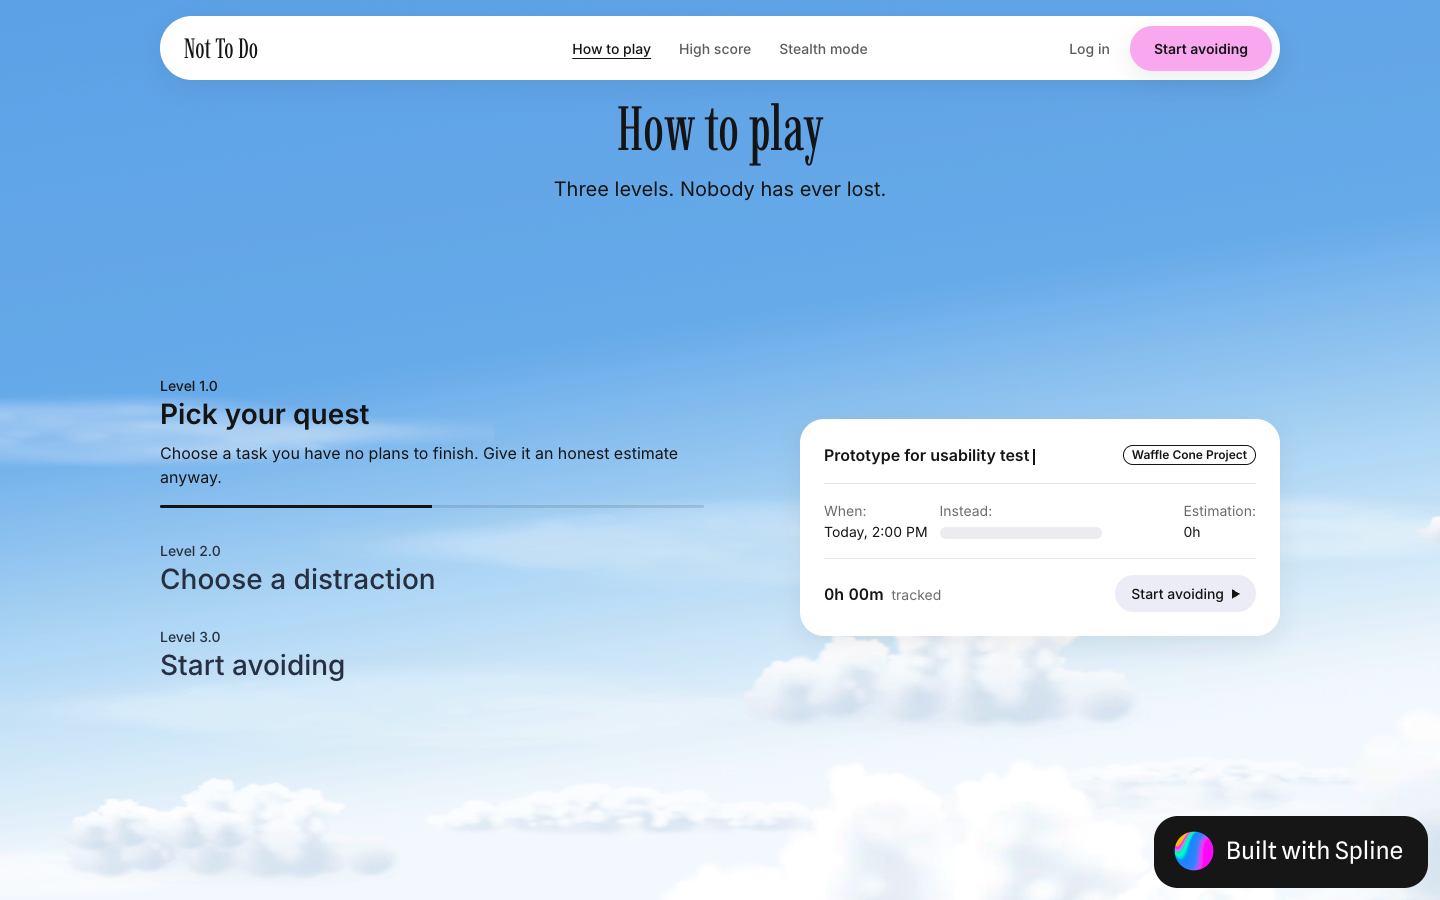 Not To Do
How to play
High score
Stealth mode
Log in
Start avoiding
How to play
Three levels. Nobody has ever lost.
Level 1.0
Pick your quest
Choose a task you have no plans to finish. Give it an honest estimate
anyway.
Level 2.0
Choose a distraction
Level 3.0
Start avoiding
Prototype for usability test
Waffle Cone Project
When:
Today, 2:00 PM
Instead:
Estimation:
0h
0h 00m tracked
Start avoiding
Built with Spline